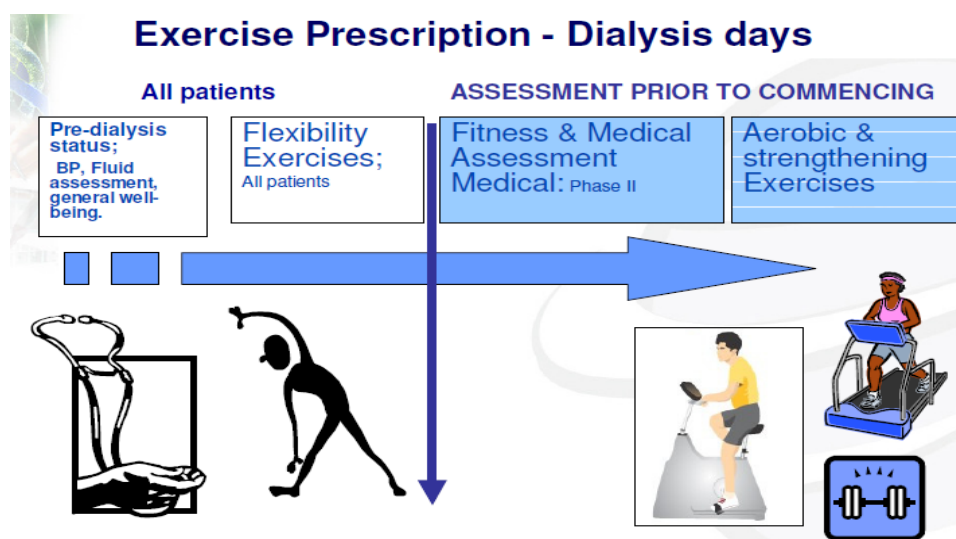 Exercise Prescription - Dialysis days
All patients
ASSESSMENT PRIOR TO COMMENCING
Pre-dialysis
status;
BP, Fluid
assessment,
general well-
being.
Flexibility
Exercises;
All patients
Fitness & Medical
Assessment
Medical: Phase II
Aerobic &
strengthening
Exercises